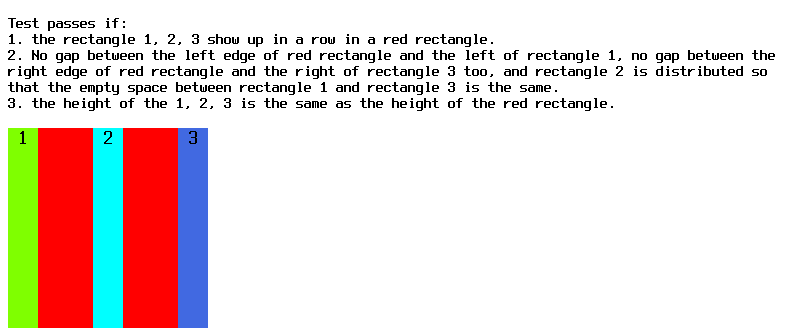 Test passes if:
1. the rectangle 1, 2, 3 show up in a row in a red rectangle.
2. No gap between the left edge of red rectangle and the left of rectangle 1, no gap between the
right edge of red rectangle and the right of rectangle 3 too, and rectangle 2 is distributed so
that the empty space between rectangle 1 and rectangle 3 is the same.
3. the height of the 1, 2, 3 is the same as the height of the red rectangle.
1 2 3